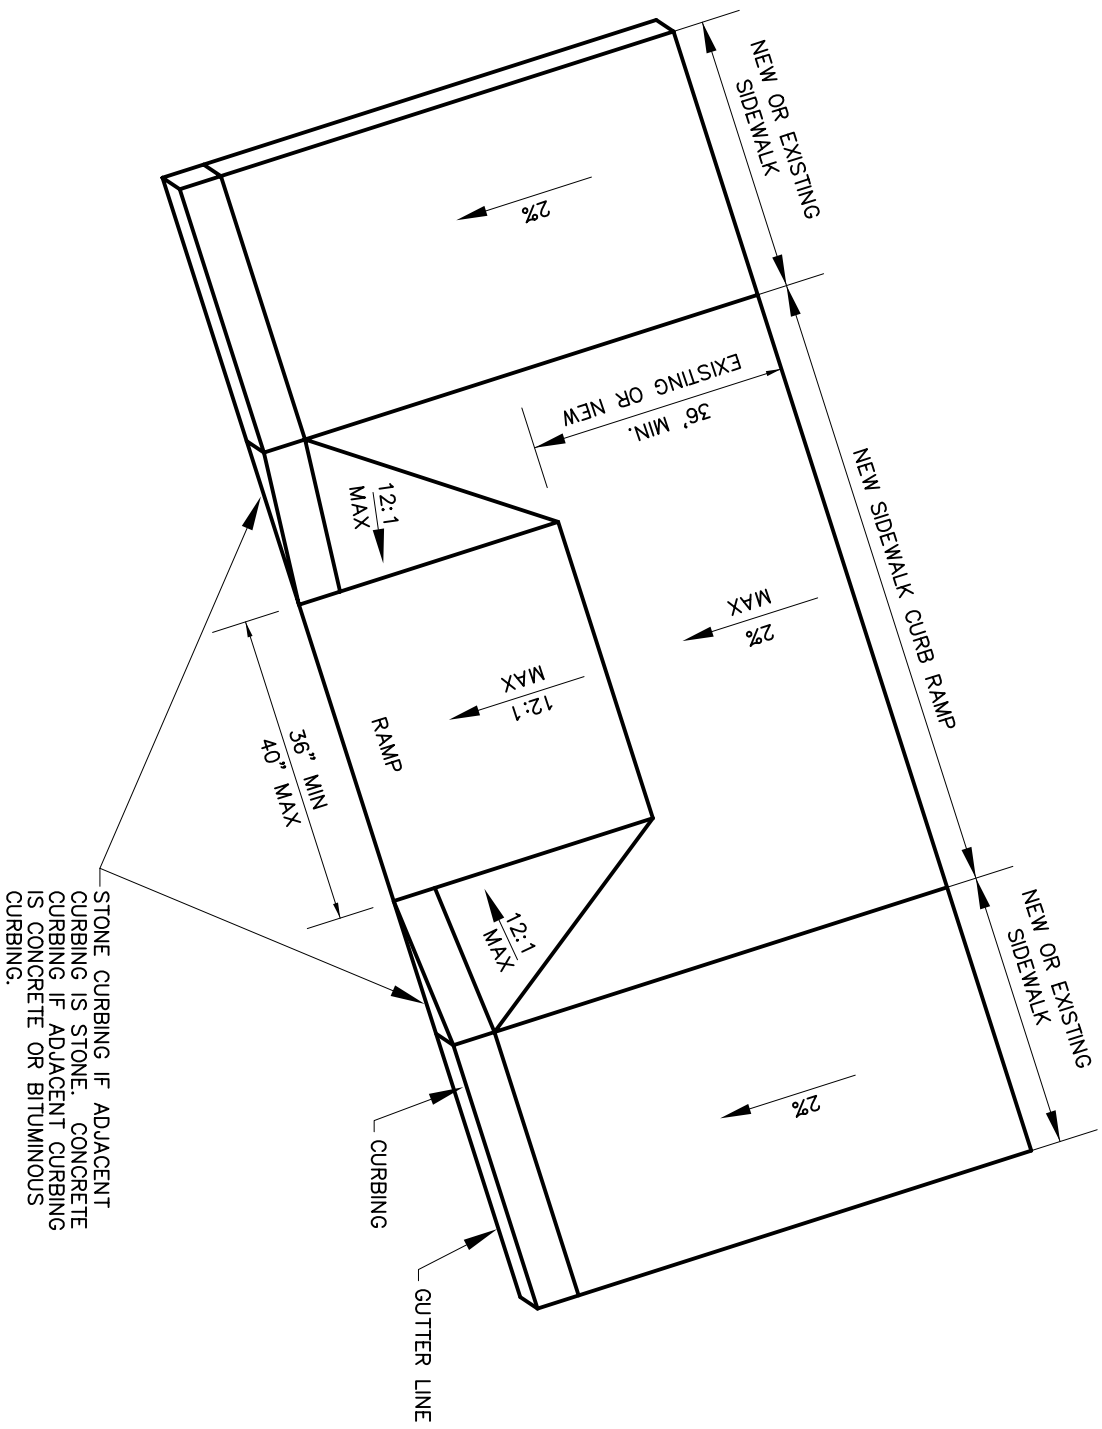 NEW OR EXISTING
SIDEWALK
NEW SIDEWALK CURB RAMP
NEW OR EXISTING
SIDEWALK
2%
EXISTING OR NEW
36' MIN.
2%
MAX
12:1
MAX
12:1
MAX
RAMP
12:1
MAX
2%
36" MIN
40" MAX
CURBING
GUTTER LINE
STONE CURBING IF ADJACENT
CURBING IS STONE. CONCRETE
CURBING IF ADJACENT CURBING
IS CONCRETE OR BITUMINOUS
CURBING.